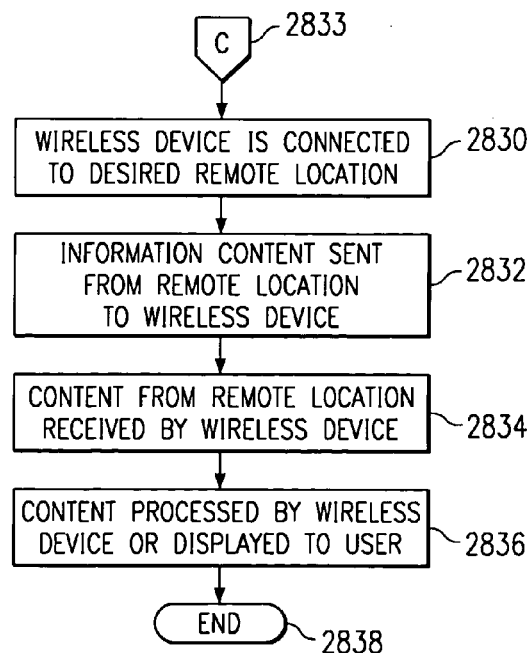 C
2833
WIRELESS DEVICE IS CONNECTED
TO DESIRED REMOTE LOCATION
2830
INFORMATION CONTENT SENT
FROM REMOTE LOCATION
TO WIRELESS DEVICE
2832
CONTENT FROM REMOTE LOCATION
RECEIVED BY WIRELESS DEVICE
2834
CONTENT PROCESSED BY WIRELESS
DEVICE OR DISPLAYED TO USER
2836
END
2838